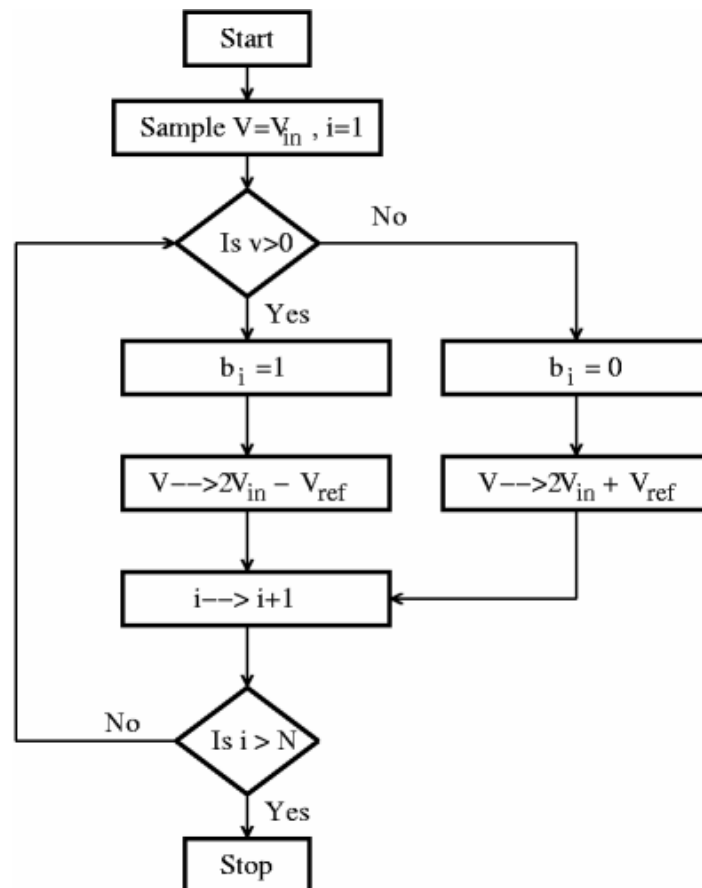 Start
Sample V=V_in , i=1
Is v>0
No
Yes
b_i =1
b_i = 0
V-->2V_in − V_ref
V-->2V_in + V_ref
i--> i+1
No
Is i > N
Yes
Stop